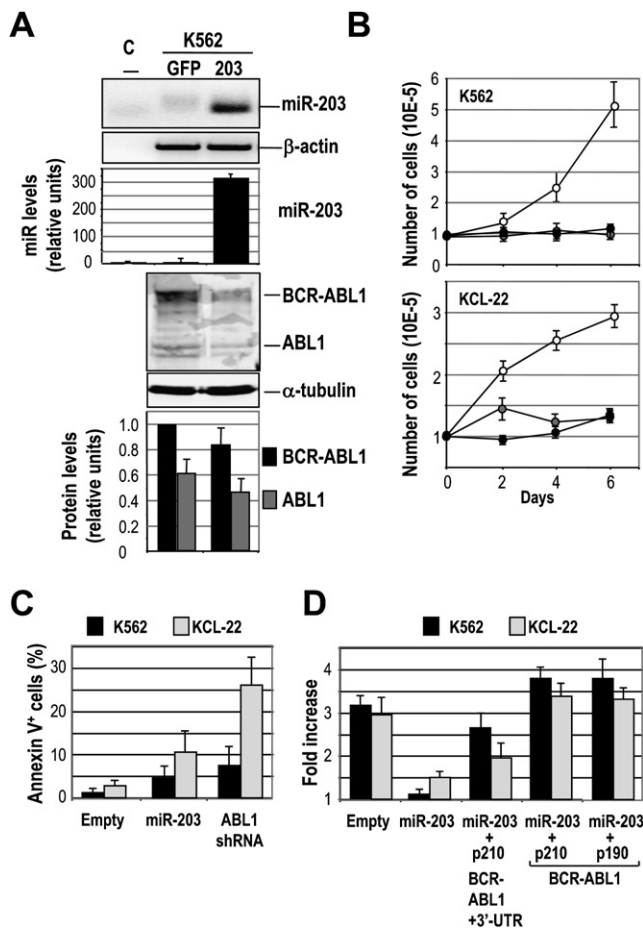 A
C
K562
—
GFP
203
miR-203
β-actin
miR levels
(relative units)
300
200
100
0
miR-203
BCR-ABL1
ABL1
α-tubulin
Protein levels
(relative units)
1.0
0.8
0.6
0.4
0.2
0
BCR-ABL1
ABL1
B
Number of cells (10E-5)
6
5
4
3
2
1
0
K562
Number of cells (10E-5)
3
2
1
KCL-22
0
2
4
6
Days
C
K562
KCL-22
Annexin V⁺ cells (%)
30
20
10
0
Empty
miR-203
ABL1
shRNA
D
K562
KCL-22
Fold increase
4
3
2
1
Empty
miR-203
miR-203
+
p210
BCR-
ABL1
+3’-UTR
miR-203
+
p210
miR-203
+
p190
BCR-ABL1